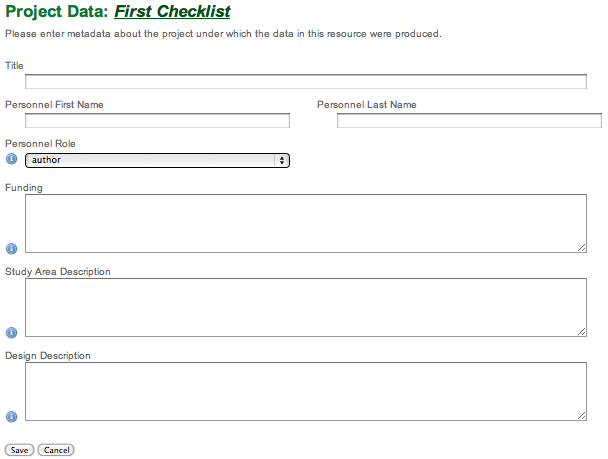 Project Data: First Checklist
Please enter metadata about the project under which the data in this resource were produced.
Title
Personnel First Name Personnel Last Name
Personnel Role
author
Funding
Study Area Description
Design Description
Save Cancel